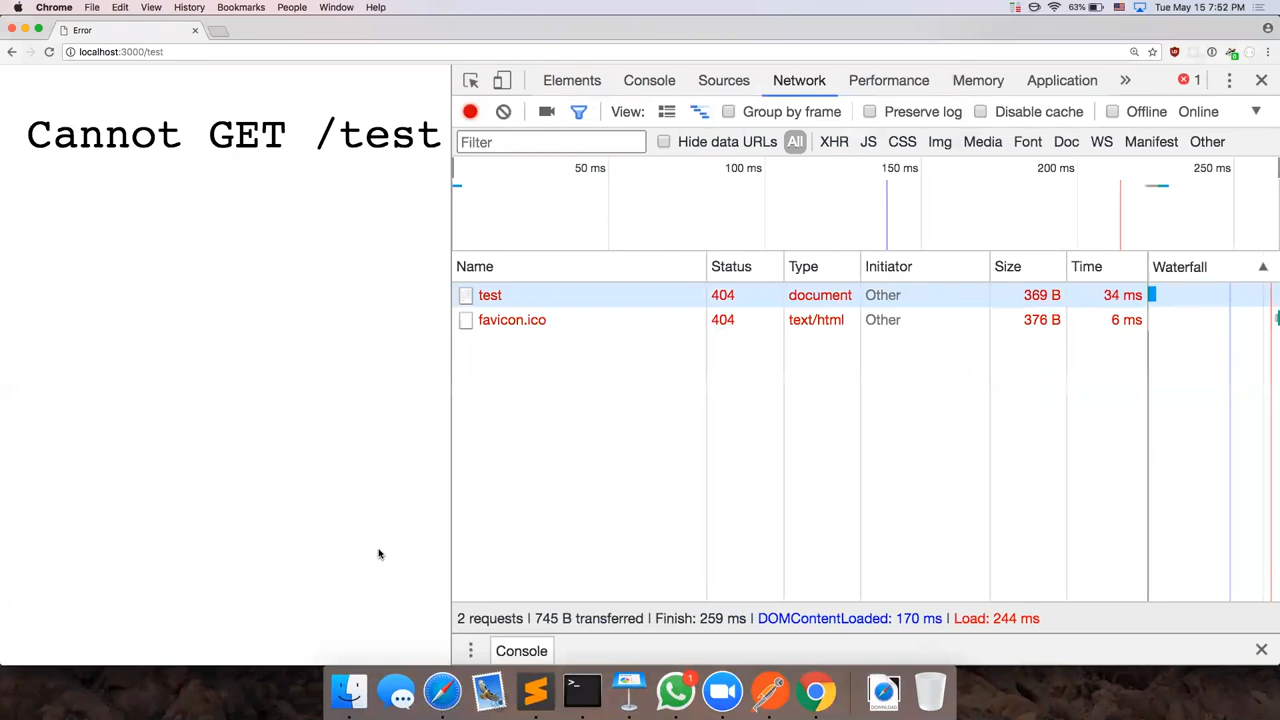 Chrome File Edit View History Bookmarks People Window Help 63% Tue May 15 7:52 PM
Error
localhost:3000/test
Cannot GET /test
Elements Console Sources Network Performance Memory Application » 1
View: Group by frame Preserve log Disable cache Offline Online
Filter Hide data URLs All XHR JS CSS Img Media Font Doc WS Manifest Other
50 ms 100 ms 150 ms 200 ms 250 ms
Name Status Type Initiator Size Time Waterfall
test 404 document Other 369 B 34 ms
favicon.ico 404 text/html Other 376 B 6 ms
2 requests | 745 B transferred | Finish: 259 ms | DOMContentLoaded: 170 ms | Load: 244 ms
Console
>_ 1
DOWNLOAD